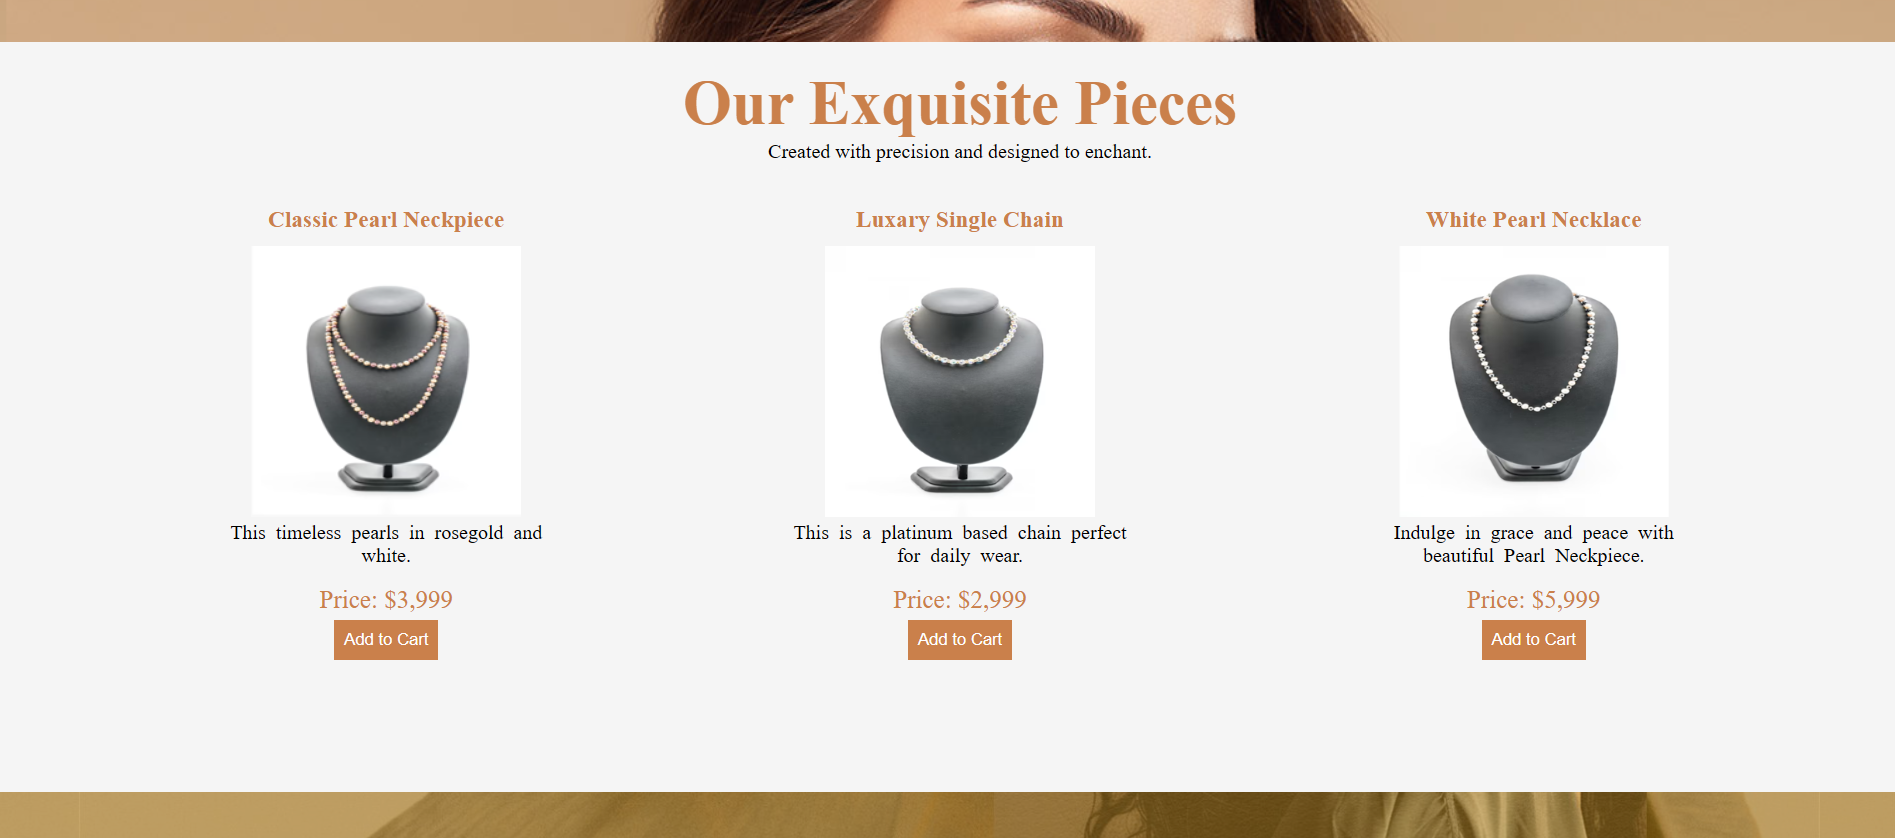 Our Exquisite Pieces
Created with precision and designed to enchant.
Classic Pearl Neckpiece
This timeless pearls in rosegold and
white.
Price: $3,999
Add to Cart
Luxary Single Chain
This is a platinum based chain perfect
for daily wear.
Price: $2,999
Add to Cart
White Pearl Necklace
Indulge in grace and peace with
beautiful Pearl Neckpiece.
Price: $5,999
Add to Cart